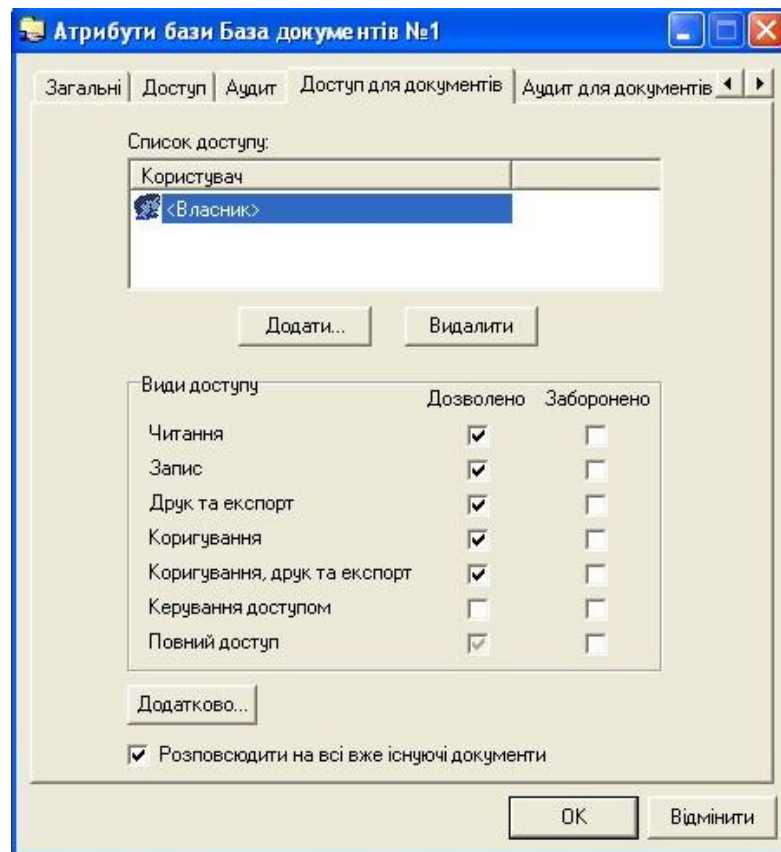 Атрибути бази База документів №1
Загальні Доступ Аудит Доступ для документів Аудит для документів
Список доступу:
Користувач
<Власник>
Додати... Видалити
Види доступу Дозволено Заборонено
Читання
Запис
Друк та експорт
Коригування
Коригування, друк та експорт
Керування доступом
Повний доступ
Додатково...
Розповсюдити на всі вже існуючі документи
OK Відмінити